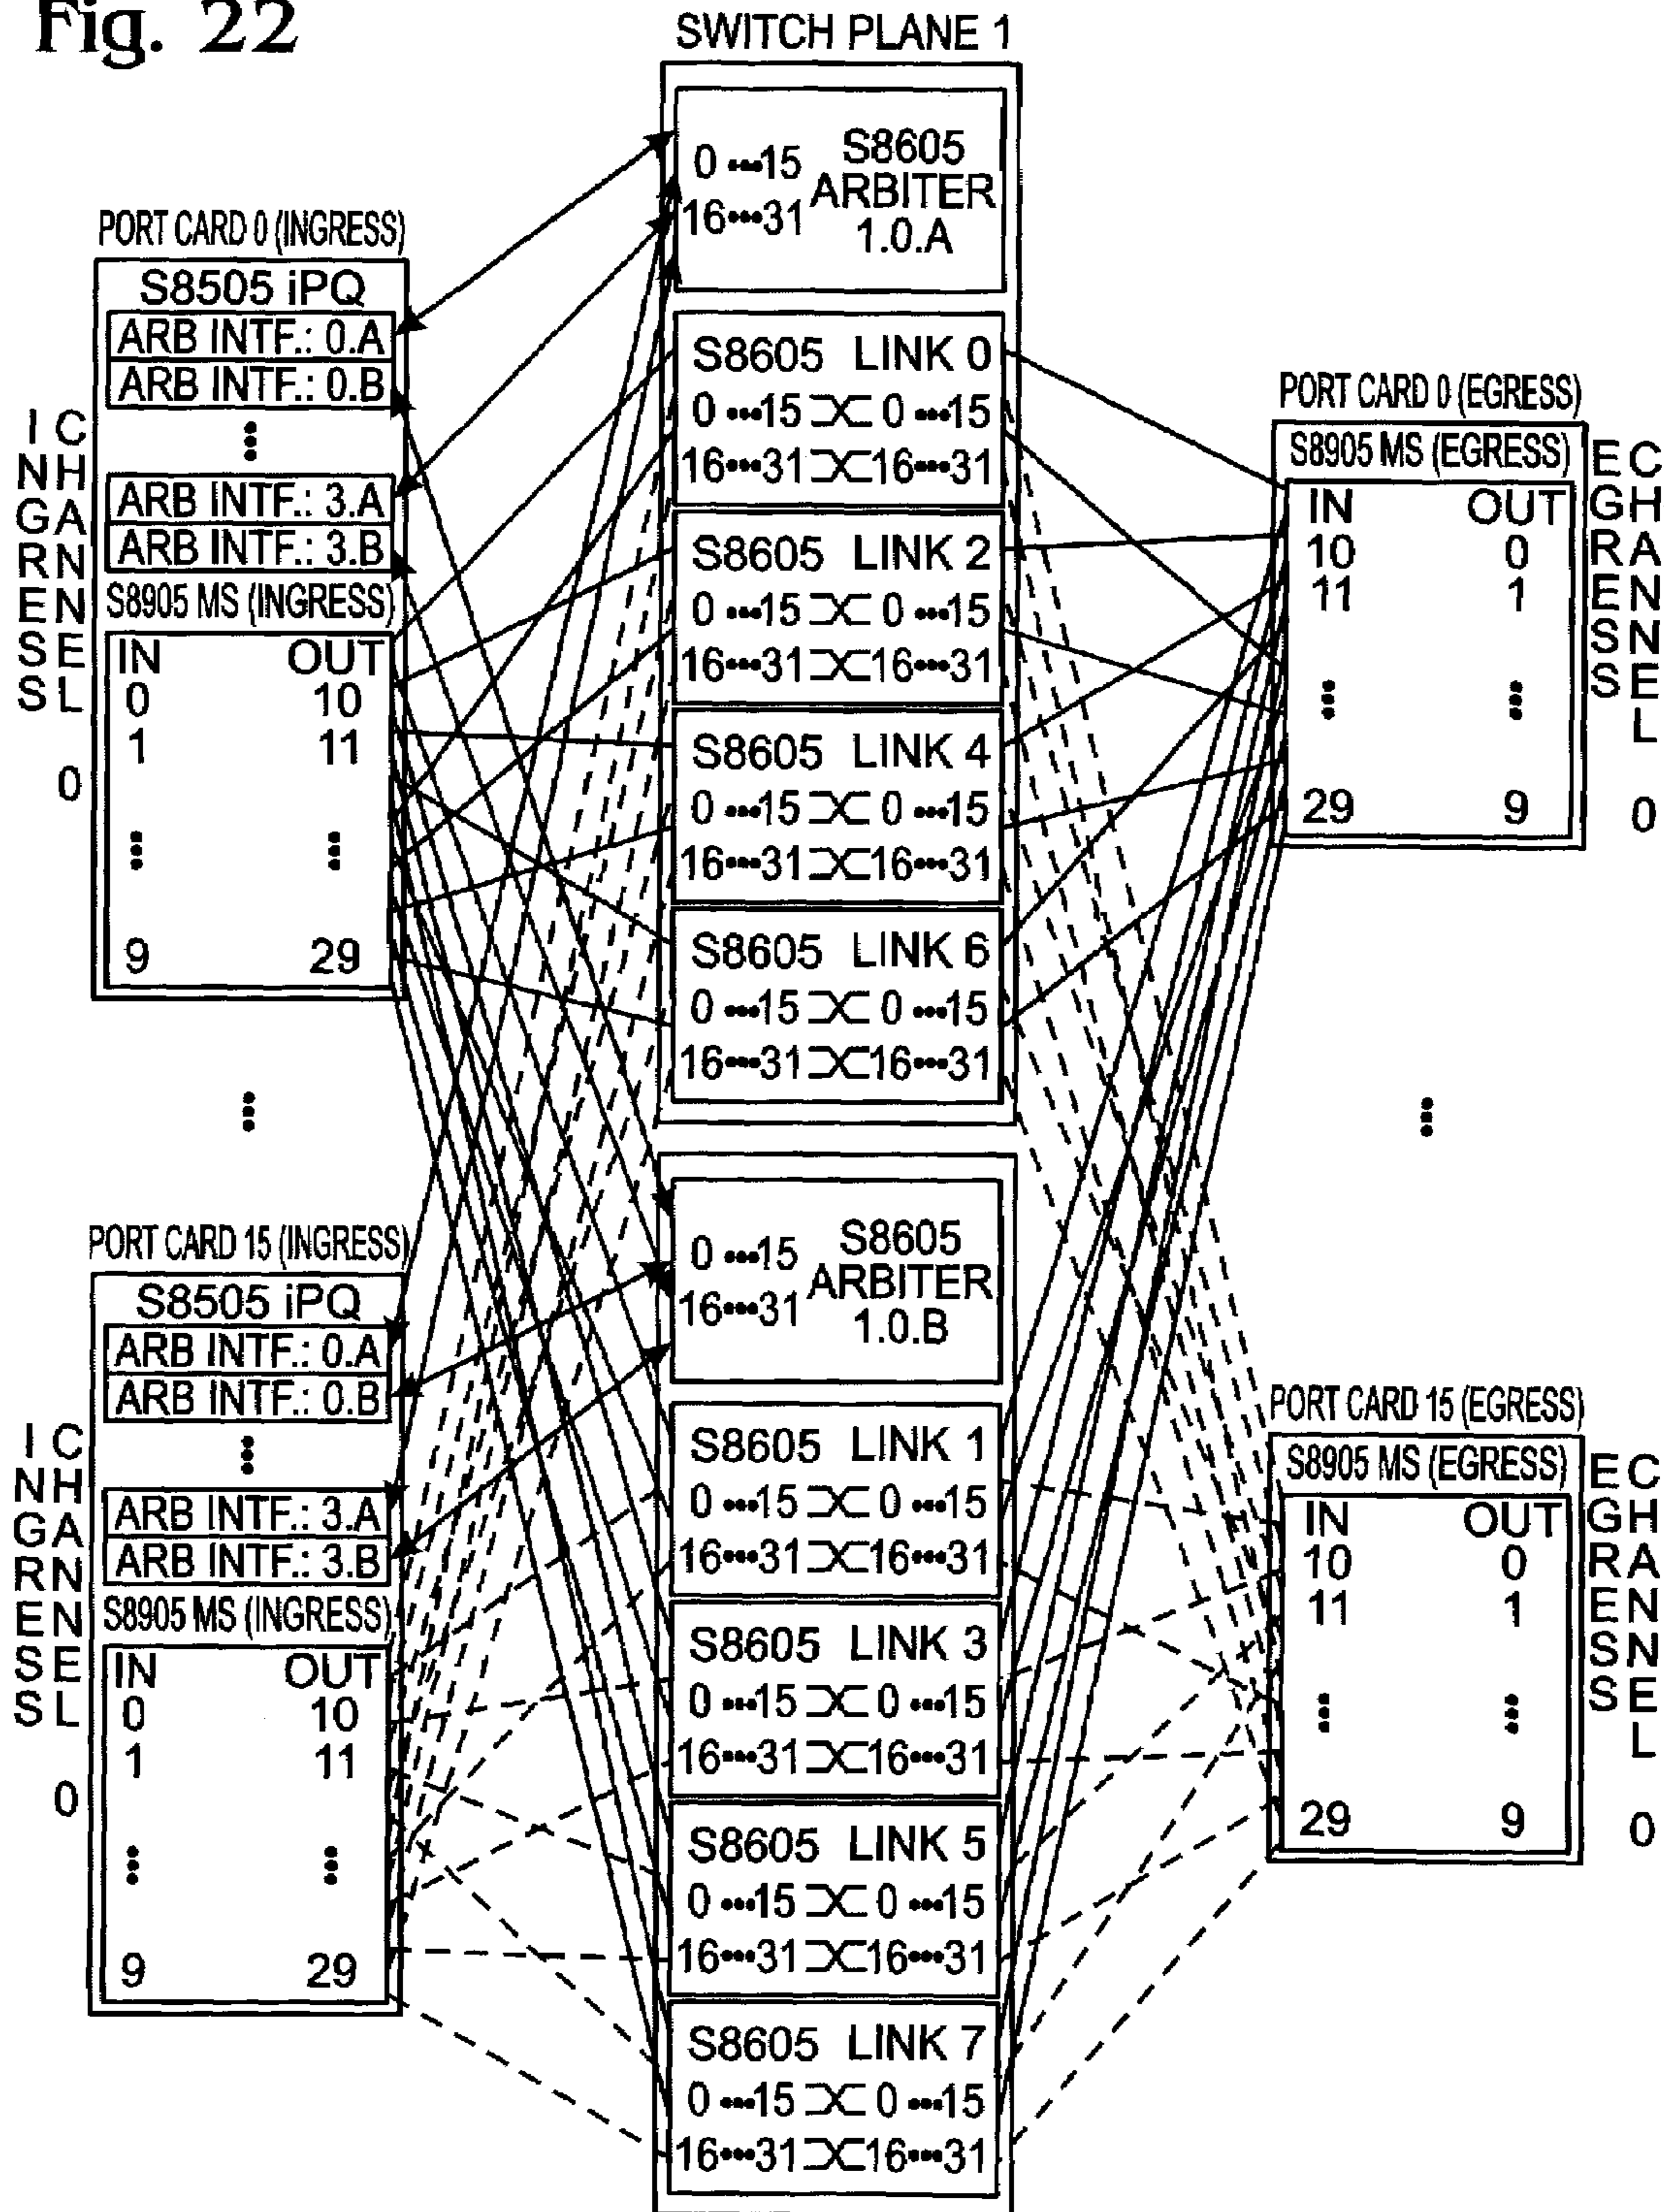 Fig. 22
SWITCH PLANE 1
0 •••15 S8605
ARBITER
16•••31 1.0.A
S8605 LINK 0
0 •••15 0 •••15
16•••31 16•••31
S8605 LINK 2
0 •••15 0 •••15
16•••31 16•••31
S8605 LINK 4
0 •••15 0 •••15
16•••31 16•••31
S8605 LINK 6
0 •••15 0 •••15
16•••31 16•••31
0 •••15 S8605
ARBITER
16•••31 1.0.B
S8605 LINK 1
0 •••15 0 •••15
16•••31 16•••31
S8605 LINK 3
0 •••15 0 •••15
16•••31 16•••31
S8605 LINK 5
0 •••15 0 •••15
16•••31 16•••31
S8605 LINK 7
0 •••15 0 •••15
16•••31 16•••31
PORT CARD 0 (INGRESS)
S8505 iPQ
ARB INTF.: 0.A
ARB INTF.: 0.B
•••
ARB INTF.: 3.A
ARB INTF.: 3.B
S8905 MS (INGRESS)
IN OUT
0 10
1 11
••• •••
9 29
INGRESS
CHANNEL 0
•••
PORT CARD 15 (INGRESS)
S8505 iPQ
ARB INTF.: 0.A
ARB INTF.: 0.B
•••
ARB INTF.: 3.A
ARB INTF.: 3.B
S8905 MS (INGRESS)
IN OUT
0 10
1 11
••• •••
9 29
INGRESS
CHANNEL 0
PORT CARD 0 (EGRESS)
S8905 MS (EGRESS)
IN OUT
10 0
11 1
••• •••
29 9
EGRESS
CHANNEL 0
•••
PORT CARD 15 (EGRESS)
S8905 MS (EGRESS)
IN OUT
10 0
11 1
••• •••
29 9
EGRESS
CHANNEL 0